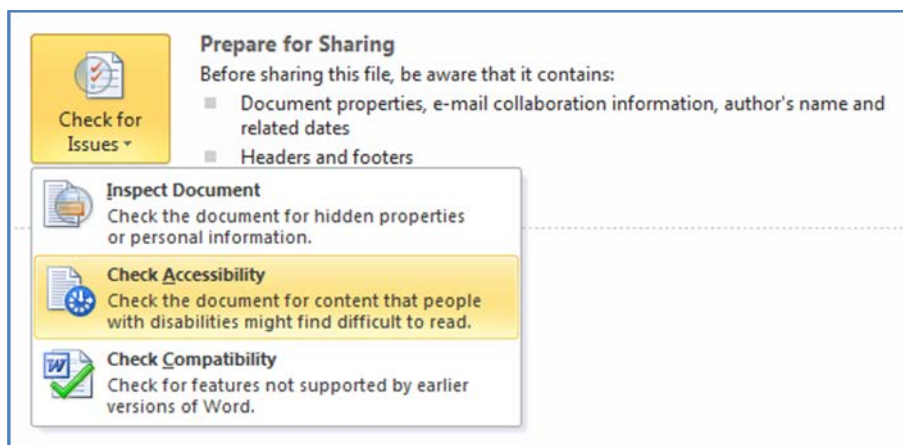 Prepare for Sharing
Before sharing this file, be aware that it contains:
Document properties, e-mail collaboration information, author's name and
related dates
Headers and footers
Check for
Issues
Inspect Document
Check the document for hidden properties
or personal information.
Check Accessibility
Check the document for content that people
with disabilities might find difficult to read.
Check Compatibility
Check for features not supported by earlier
versions of Word.